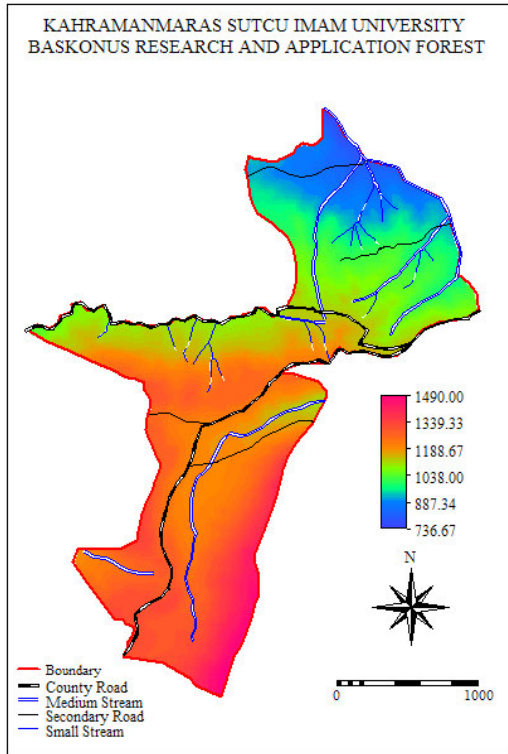 KAHRAMANMARAS SUTCU IMAM UNIVERSITY
BASKONUS RESEARCH AND APPLICATION FOREST
1490.00
1339.33
1188.67
1038.00
887.34
736.67
N
Boundary
County Road
Medium Stream
Secondary Road
Small Stream
0 1000